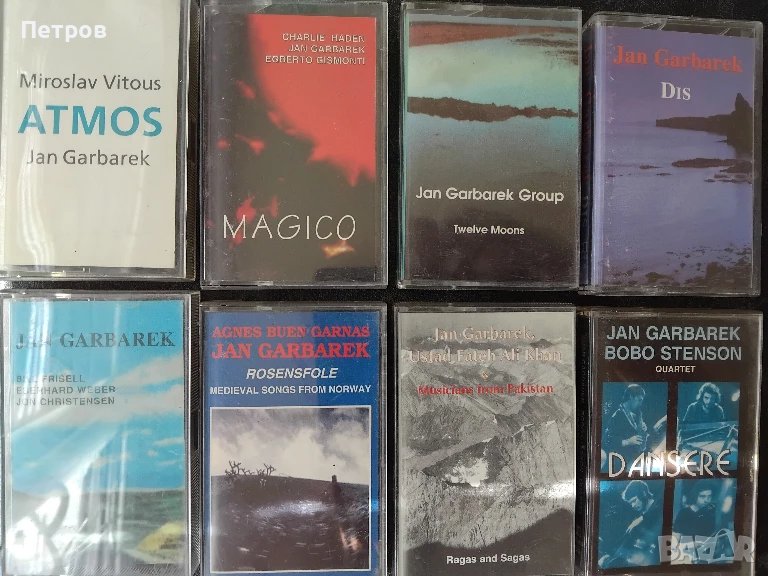 Петров
Miroslav Vitous
ATMOS
Jan Garbarek
CHARLIE HADEN
JAN GARBAREK
EGBERTO GISMONTI
MAGICO
Jan Garbarek Group
Twelve Moons
Jan Garbarek
DIS
JAN GARBAREK
BILL FRISELL
EBERHARD WEBER
JON CHRISTENSEN
AGNES BUEN GARNAS
JAN GARBAREK
ROSENSFOLE
MEDIEVAL SONGS FROM NORWAY
Jan Garbarek,
Ustad Fateh Ali Khan
Musicians from Pakistan
Ragas and Sagas
JAN GARBAREK
BOBO STENSON
QUARTET
DANSERE
BAZAR